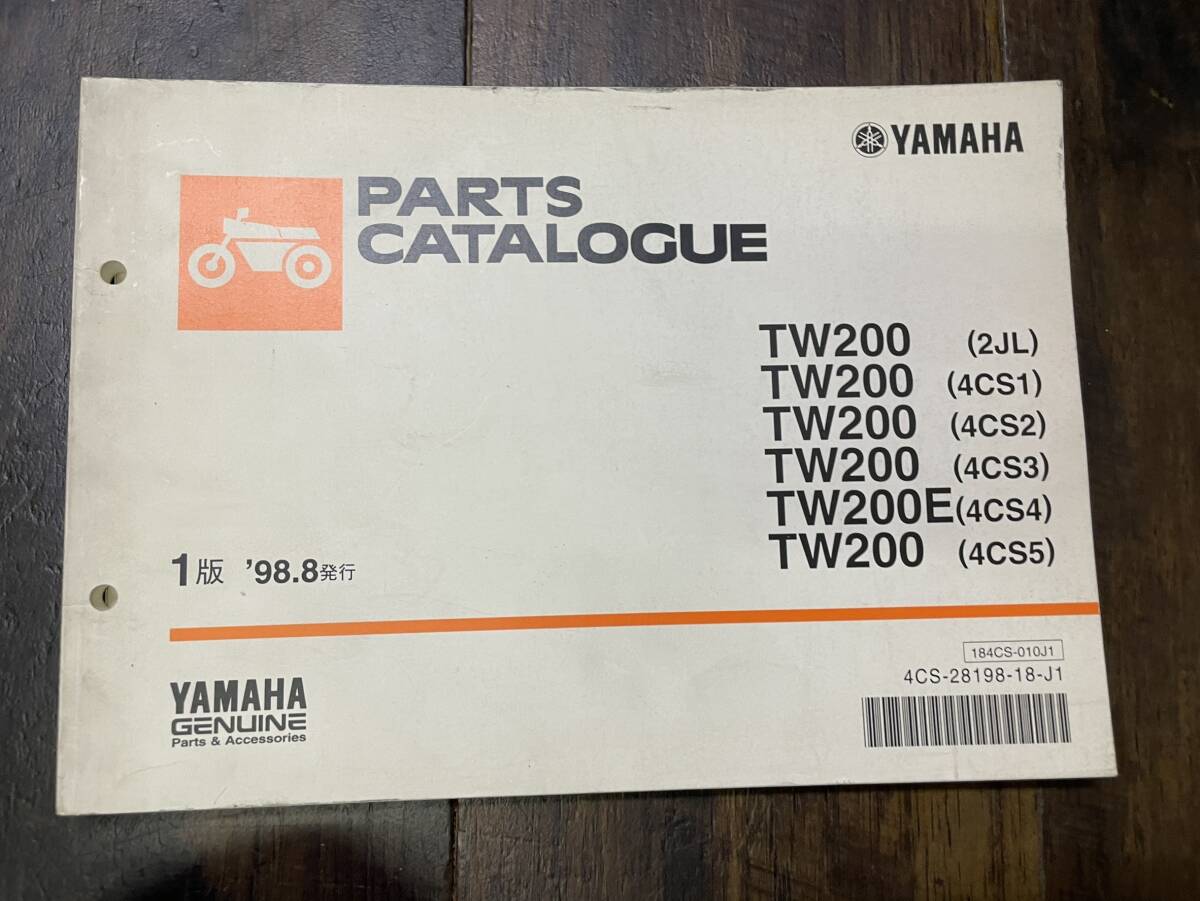 YAMAHA
PARTS
CATALOGUE
TW200 (2JL)
TW200 (4CS1)
TW200 (4CS2)
TW200 (4CS3)
TW200E(4CS4)
TW200 (4CS5)
1版 '98.8発行
184CS-010J1
4CS-28198-18-J1
YAMAHA
GENUINE
Parts & Accessories